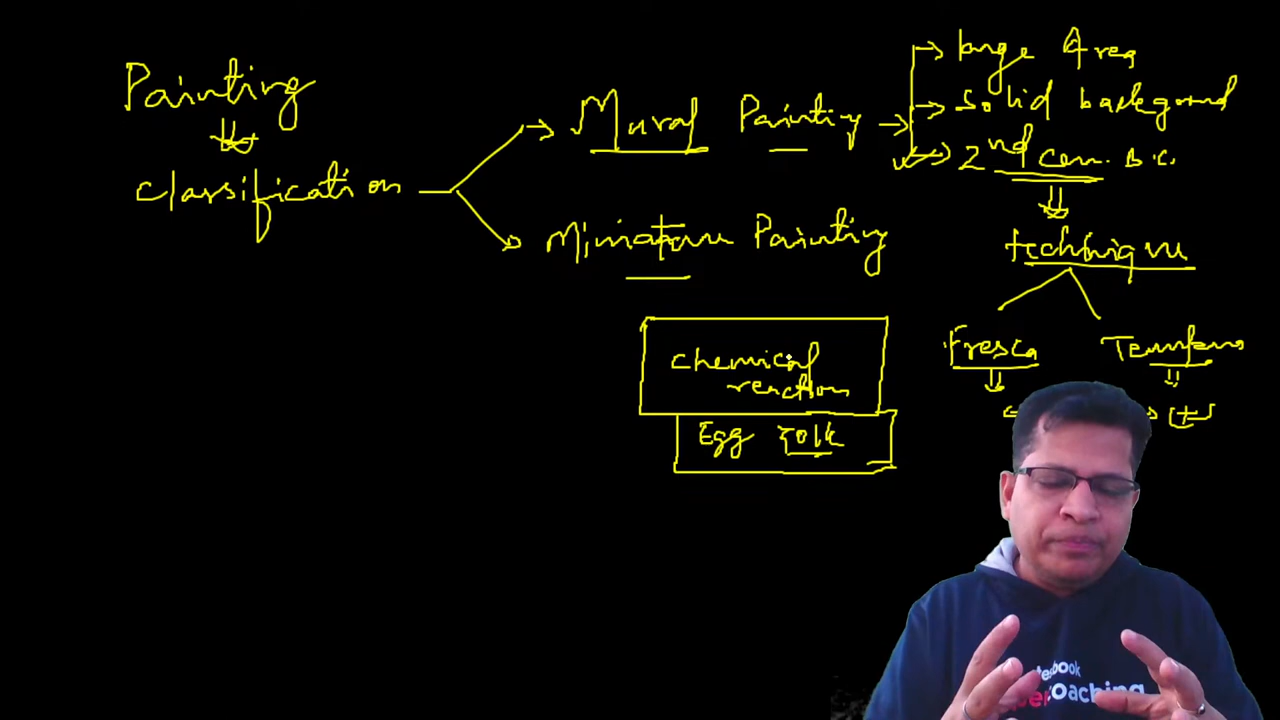 Painting
classification
Mural Painting
Miniature Painting
large Area
solid background
2nd cen. B.C.
technique
Fresco
Tempera
chemical
reaction
Egg Yolk